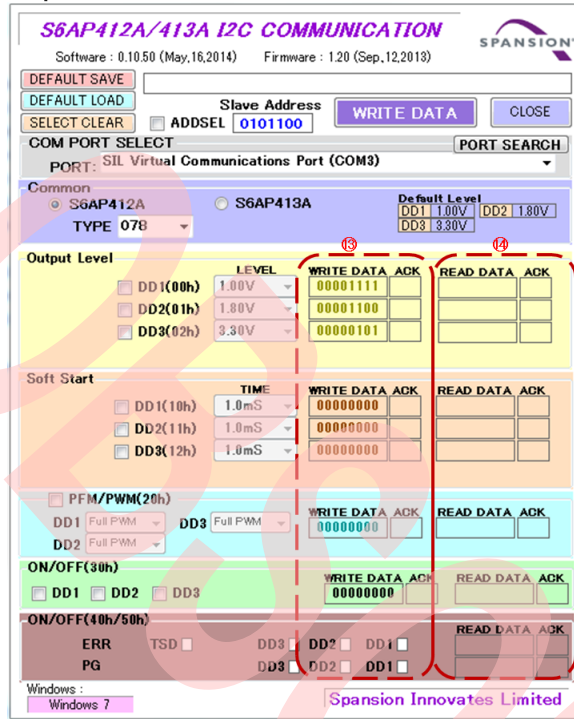 S6AP412A/413A I2C COMMUNICATION
SPANSION
Software : 0.10.50 (May,16,2014) Firmware : 1.20 (Sep,12,2013)
DEFAULT SAVE
DEFAULT LOAD
Slave Address
WRITE DATA
CLOSE
SELECT CLEAR
ADDSEL 0101100
COM PORT SELECT
PORT SEARCH
PORT: SIL Virtual Communications Port (COM3)
Common
S6AP412A S6AP413A
Default Level
DD1 1.00V DD2 1.80V
TYPE 078
DD3 3.30V
⑬ ⑭
Output Level
LEVEL WRITE DATA ACK READ DATA ACK
DD1(00h) 1.00V 00001111
DD2(01h) 1.80V 00001100
DD3(02h) 3.30V 00000101
Soft Start
TIME WRITE DATA ACK READ DATA ACK
DD1(10h) 1.0mS 00000000
DD2(11h) 1.0mS 00000000
DD3(12h) 1.0mS 00000000
PFM/PWM(20h)
WRITE DATA ACK READ DATA ACK
DD1 Full PWM DD3 Full PWM 00000000
DD2 Full PWM
ON/OFF(30h)
WRITE DATA ACK READ DATA ACK
DD1 DD2 DD3 00000000
ON/OFF(40h/50h)
READ DATA ACK
ERR TSD DD3 DD2 DD1
PG DD3 DD2 DD1
Windows :
Windows 7
Spansion Innovates Limited